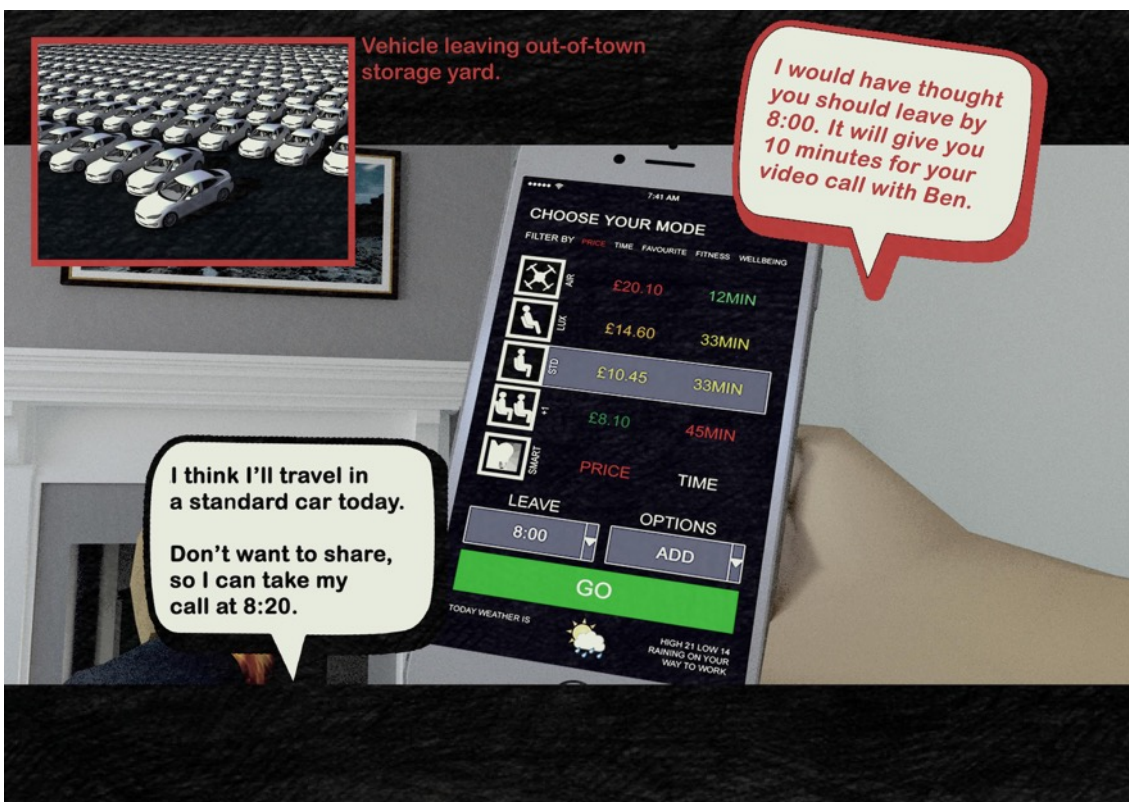 Vehicle leaving out-of-town
storage yard.
I would have thought
you should leave by
8:00. It will give you
10 minutes for your
video call with Ben.
7:41 AM
CHOOSE YOUR MODE
FILTER BY PRICE TIME FAVOURITE FITNESS WELLBEING
AIR £20.10 12MIN
LUX £14.60 33MIN
STD £10.45 33MIN
+1 £8.10 45MIN
SMART PRICE TIME
LEAVE OPTIONS
8:00 ADD
GO
TODAY WEATHER IS
HIGH 21 LOW 14
RAINING ON YOUR
WAY TO WORK
I think I'll travel in
a standard car today.
Don't want to share,
so I can take my
call at 8:20.